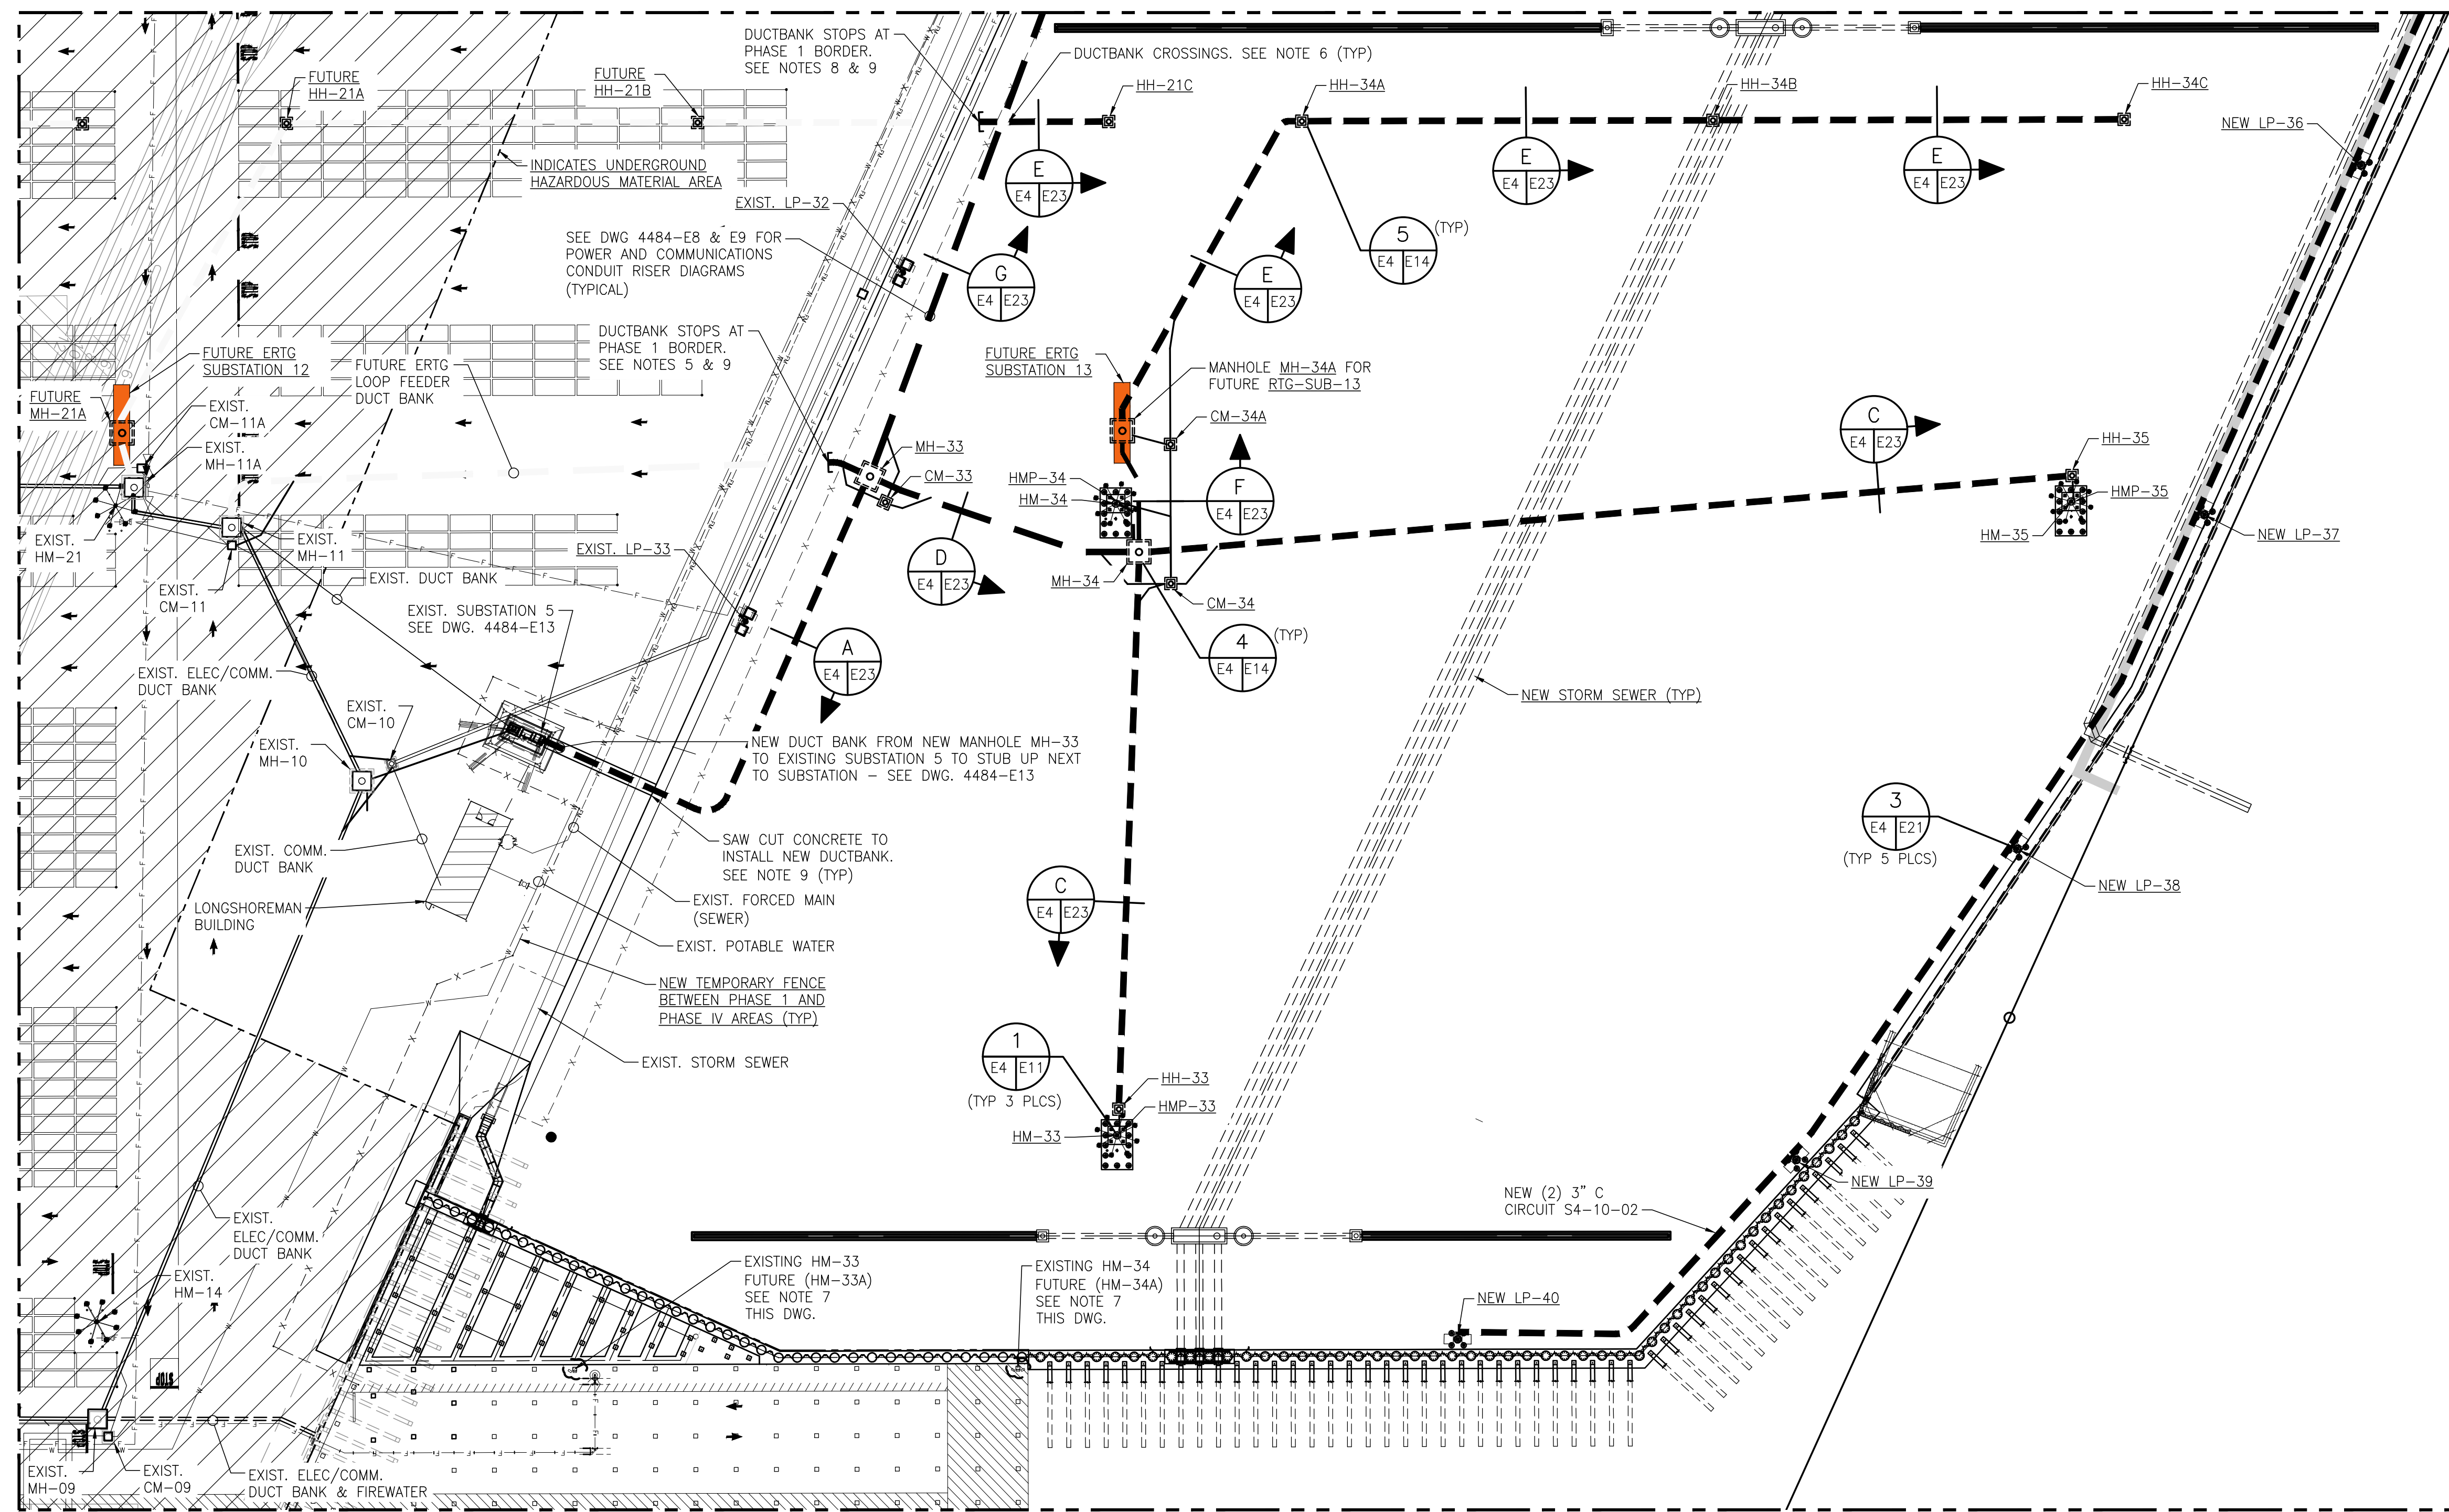 DUCTBANK STOPS AT
PHASE 1 BORDER.
SEE NOTES 8 & 9
DUCTBANK CROSSINGS. SEE NOTE 6 (TYP)
FUTURE
HH-21A
FUTURE
HH-21B
HH-21C
HH-34A
HH-34B
HH-34C
NEW LP-36
INDICATES UNDERGROUND
HAZARDOUS MATERIAL AREA
EXIST. LP-32
E
E4 E23
E
E4 E23
E
E4 E23
SEE DWG 4484-E8 & E9 FOR
POWER AND COMMUNICATIONS
CONDUIT RISER DIAGRAMS
(TYPICAL)
5
E4 E14
(TYP)
G
E4 E23
E
E4 E23
DUCTBANK STOPS AT
PHASE 1 BORDER.
SEE NOTES 5 & 9
FUTURE ERTG
SUBSTATION 12
FUTURE ERTG
LOOP FEEDER
DUCT BANK
FUTURE ERTG
SUBSTATION 13
MANHOLE MH-34A FOR
FUTURE RTG-SUB-13
FUTURE
MH-21A
EXIST.
CM-11A
EXIST.
MH-11A
CM-34A
C
E4 E23
HH-35
MH-33
CM-33
HMP-34
HM-34
F
E4 E23
HMP-35
HM-35
NEW LP-37
EXIST.
HM-21
EXIST.
MH-11
EXIST. LP-33
D
E4 E23
EXIST.
CM-11
EXIST. DUCT BANK
MH-34
CM-34
EXIST. SUBSTATION 5
SEE DWG. 4484-E13
A
E4 E23
4
E4 E14
(TYP)
EXIST. ELEC/COMM.
DUCT BANK
NEW STORM SEWER (TYP)
EXIST.
CM-10
EXIST.
MH-10
NEW DUCT BANK FROM NEW MANHOLE MH-33
TO EXISTING SUBSTATION 5 TO STUB UP NEXT
TO SUBSTATION - SEE DWG. 4484-E13
3
E4 E21
(TYP 5 PLCS)
EXIST. COMM.
DUCT BANK
SAW CUT CONCRETE TO
INSTALL NEW DUCTBANK.
SEE NOTE 9 (TYP)
NEW LP-38
LONGSHOREMAN
BUILDING
EXIST. FORCED MAIN
(SEWER)
C
E4 E23
EXIST. POTABLE WATER
NEW TEMPORARY FENCE
BETWEEN PHASE 1 AND
PHASE IV AREAS (TYP)
EXIST. STORM SEWER
1
E4 E11
(TYP 3 PLCS)
HH-33
HMP-33
HM-33
NEW LP-39
NEW (2) 3" C
CIRCUIT S4-10-02
EXIST.
ELEC/COMM.
DUCT BANK
EXIST.
HM-14
EXISTING HM-33
FUTURE (HM-33A)
SEE NOTE 7
THIS DWG.
EXISTING HM-34
FUTURE (HM-34A)
SEE NOTE 7
THIS DWG.
NEW LP-40
STOP
EXIST.
MH-09
EXIST.
CM-09
EXIST. ELEC/COMM.
DUCT BANK & FIREWATER